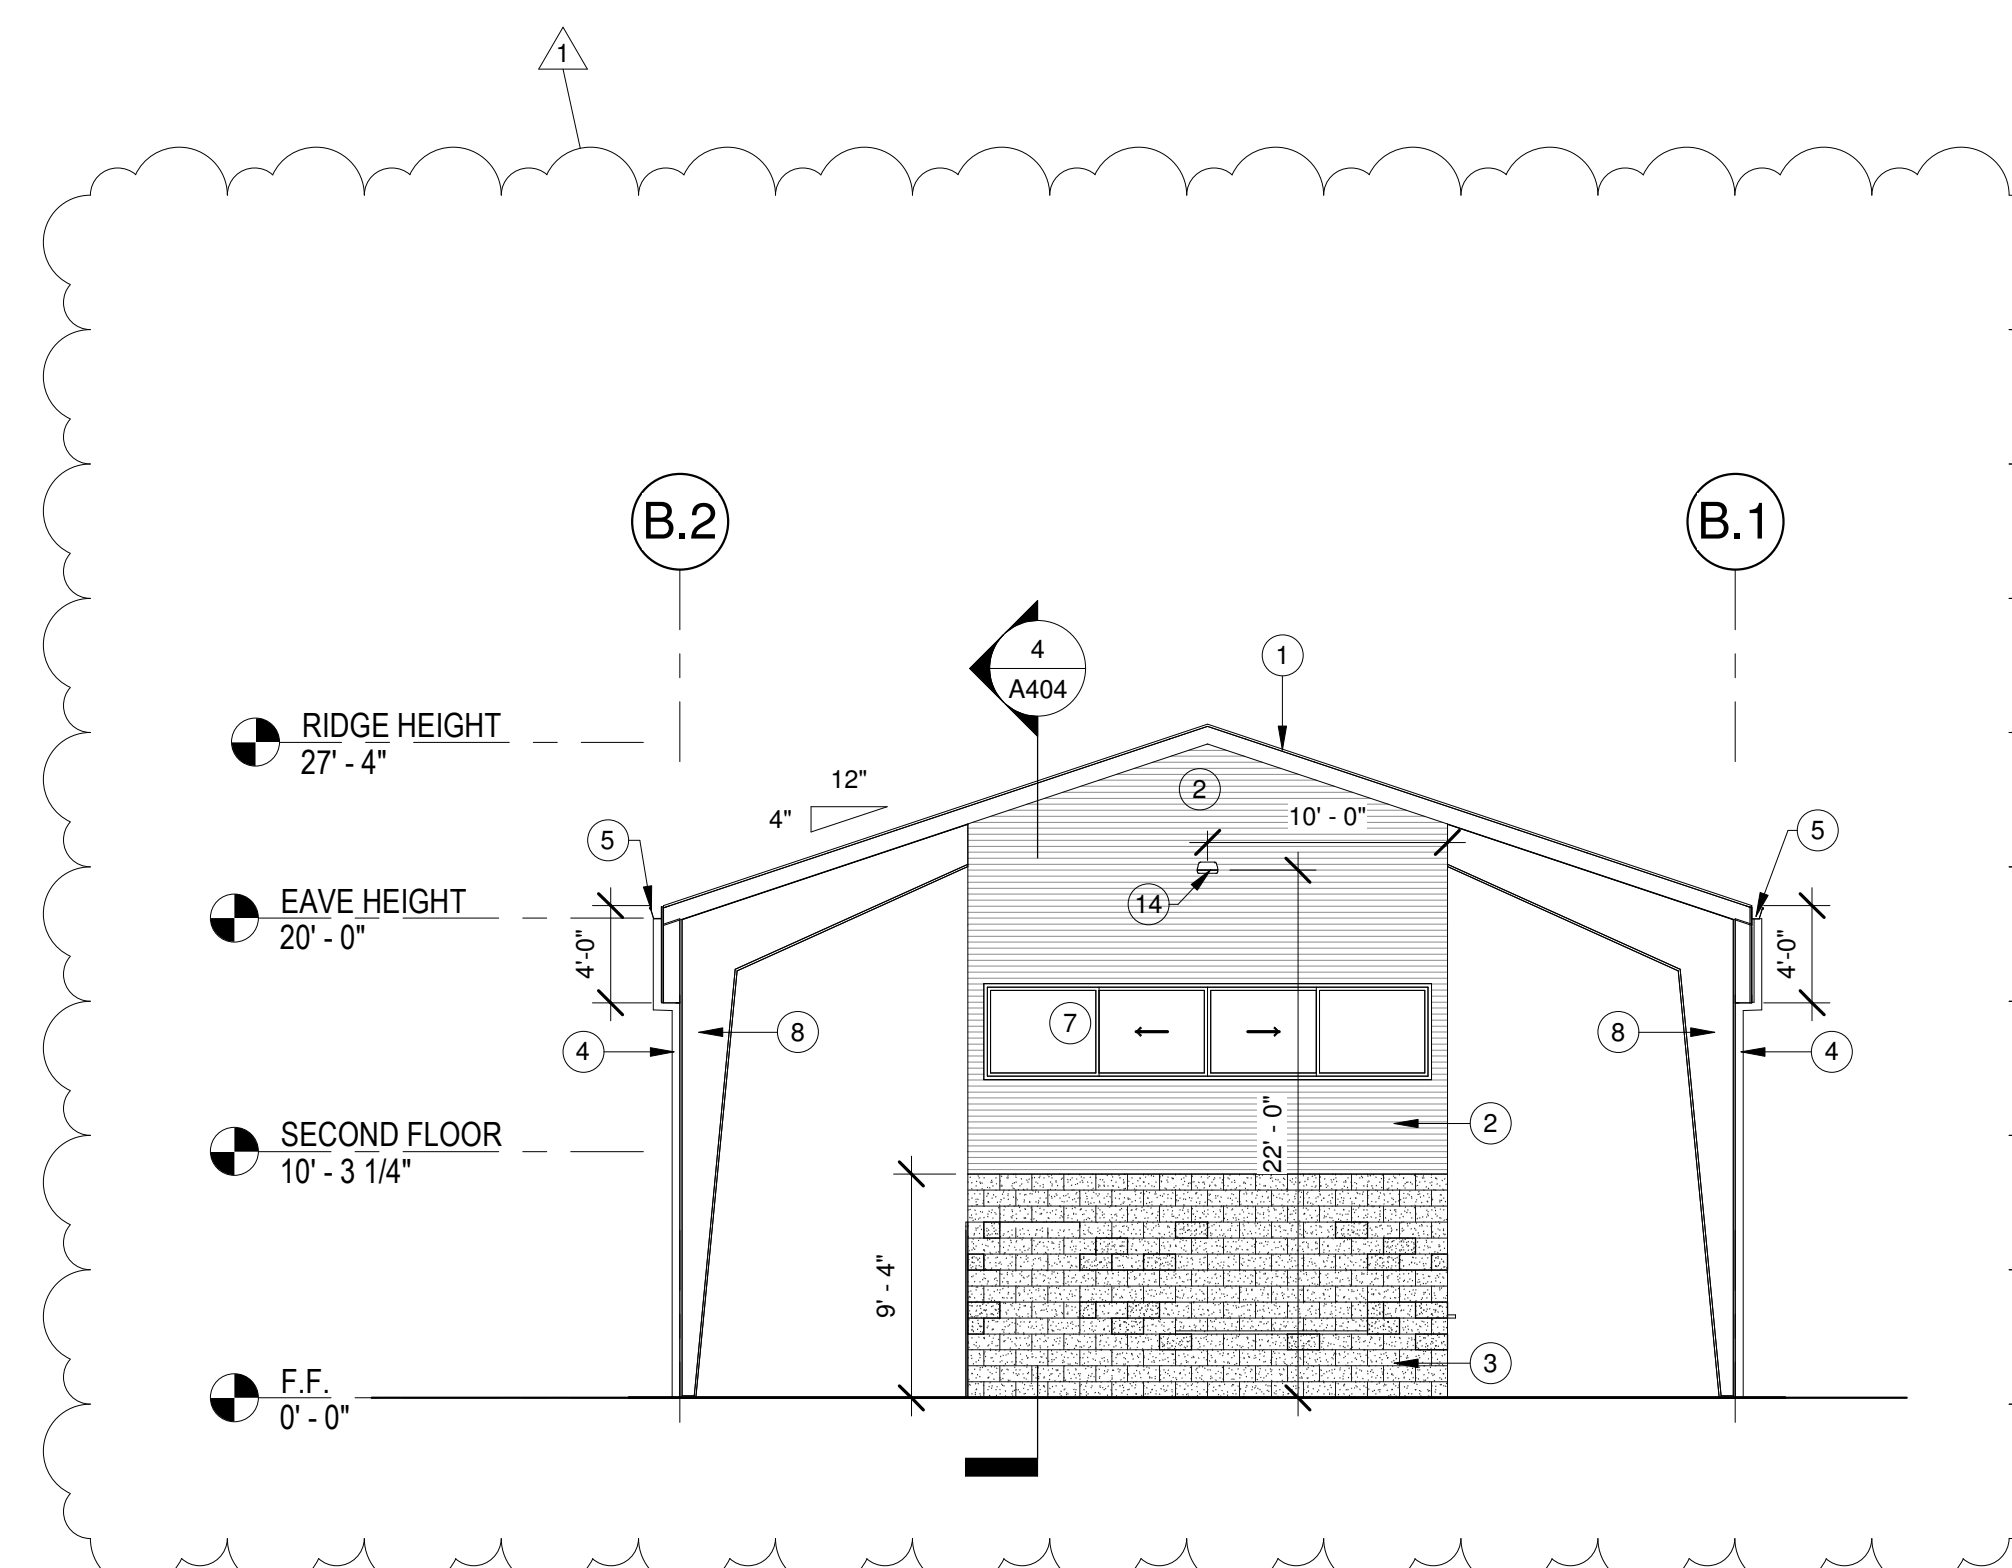 1
B.2
B.1
4
A404
1
RIDGE HEIGHT
27' - 4"
12"
4"
2
10' - 0"
5
5
EAVE HEIGHT
20' - 0"
14
4'-0"
4'-0"
7
8
8
4
4
SECOND FLOOR
10' - 3 1/4"
2
22' - 0"
9' - 4"
3
F.F.
0' - 0"